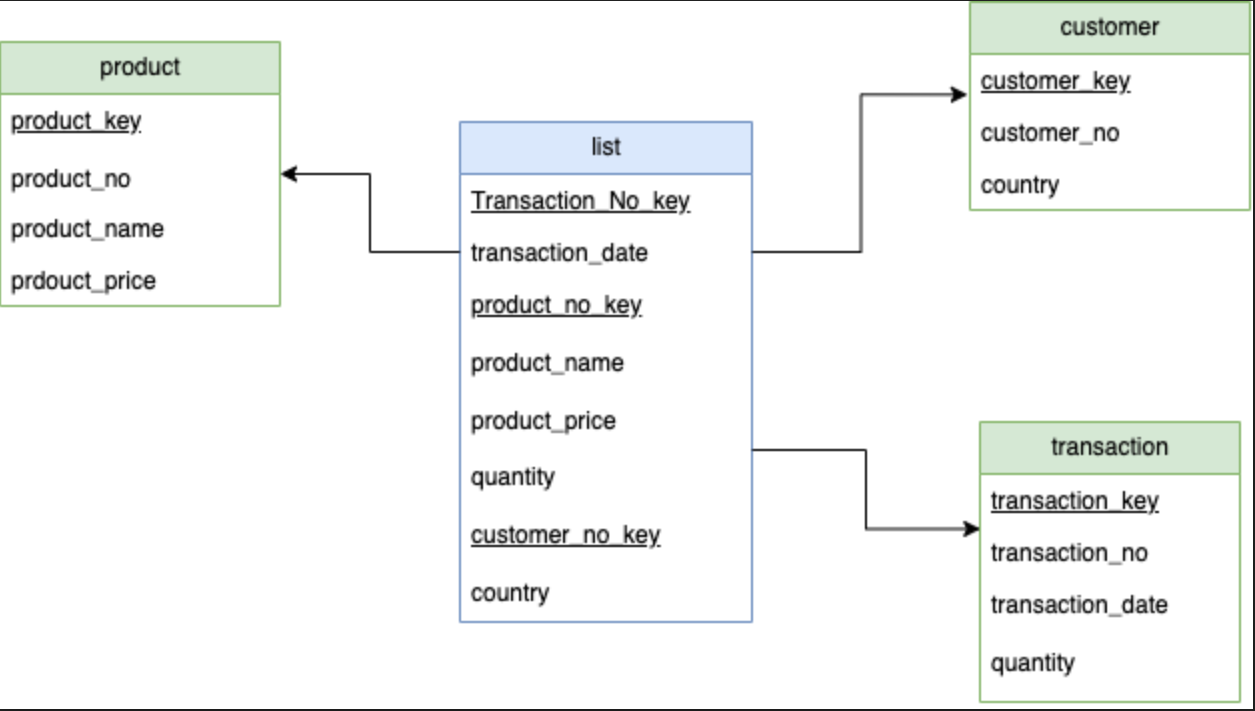 product
product_key
product_no
product_name
prdouct_price
list
Transaction_No_key
transaction_date
product_no_key
product_name
product_price
quantity
customer_no_key
country
customer
customer_key
customer_no
country
transaction
transaction_key
transaction_no
transaction_date
quantity